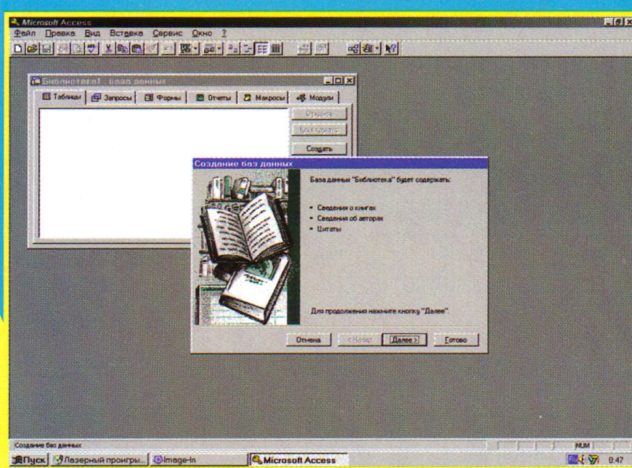 Microsoft Access
Файл Правка Вид Вставка Сервис Окно ?
Библиотека1 : база данных
Таблицы Запросы Формы Отчеты Макросы Модули
Создать
Создание баз данных
База данных "Библиотека" будет содержать:
• Сведения о книгах
• Сведения об авторах
• Цитаты
Для продолжения нажмите кнопку "Далее".
Отмена < Назад Далее > Готово
Создание баз данных NUM
Пуск Лазерный проигры... Image-In Microsoft Access 0:47